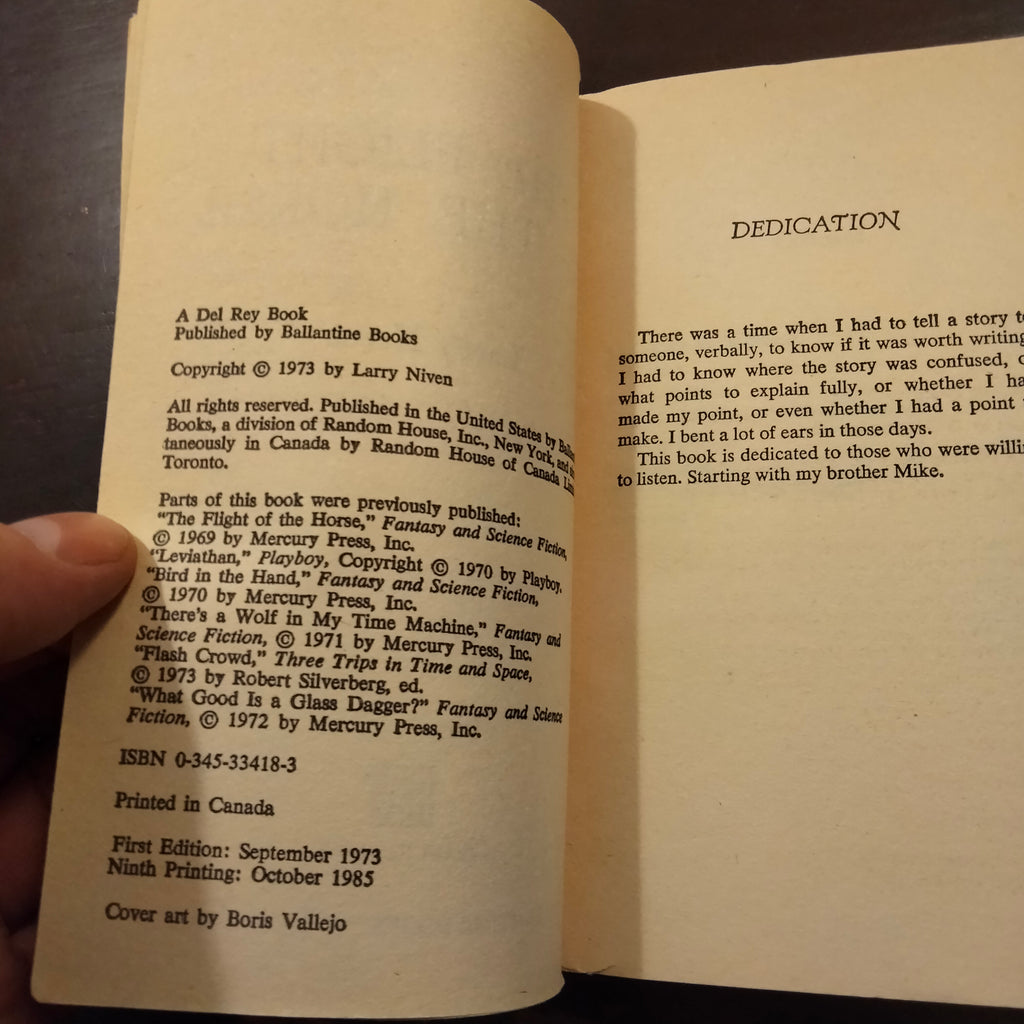 A Del Rey Book
Published by Ballantine Books
Copyright © 1973 by Larry Niven
All rights reserved. Published in the United States by
Books, a division of Random House, Inc., New York, and
taneously in Canada by Random House of Canada
Toronto.
Parts of this book were previously published:
"The Flight of the Horse," Fantasy and Science Fiction,
© 1969 by Mercury Press, Inc.
"Leviathan," Playboy, Copyright © 1970 by Playboy.
"Bird in the Hand," Fantasy and Science Fiction,
© 1970 by Mercury Press, Inc.
"There's a Wolf in My Time Machine," Fantasy and
Science Fiction, © 1971 by Mercury Press, Inc.
"Flash Crowd," Three Trips in Time and Space,
© 1973 by Robert Silverberg, ed.
"What Good Is a Glass Dagger?" Fantasy and Science
Fiction, © 1972 by Mercury Press, Inc.
ISBN 0-345-33418-3
Printed in Canada
First Edition: September 1973
Ninth Printing: October 1985
Cover art by Boris Vallejo
DEDICATION
There was a time when I had to tell a story
someone, verbally, to know if it was worth writing
I had to know where the story was confused,
what points to explain fully, or whether I
made my point, or even whether I had a point
make. I bent a lot of ears in those days.
This book is dedicated to those who were
to listen. Starting with my brother Mike.